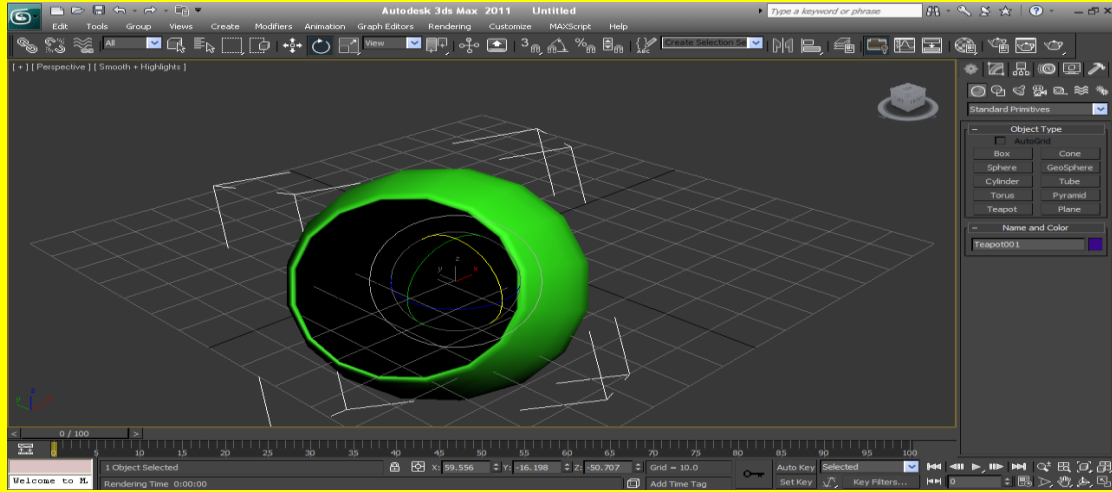 Autodesk 3ds Max 2011 Untitled
Type a keyword or phrase
Edit Tools Group Views Create Modifiers Animation Graph Editors Rendering Customize MAXScript Help
All View Create Selection Se
[ + ] [ Perspective ] [ Smooth + Highlights ]
Standard Primitives
Object Type
AutoGrid
Box Cone
Sphere GeoSphere
Cylinder Tube
Torus Pyramid
Teapot Plane
Name and Color
Teapot001
z
y x
z
y
< 0 / 100 >
0 5 10 15 20 25 30 35 40 45 50 55 60 65 70 75 80 85 90 95 100
1 Object Selected X: 59.556 Y: -16.198 Z: -50.707 Grid = 10.0 Auto Key Selected
Welcome to M Rendering Time 0:00:00 Add Time Tag Set Key Key Filters... 0